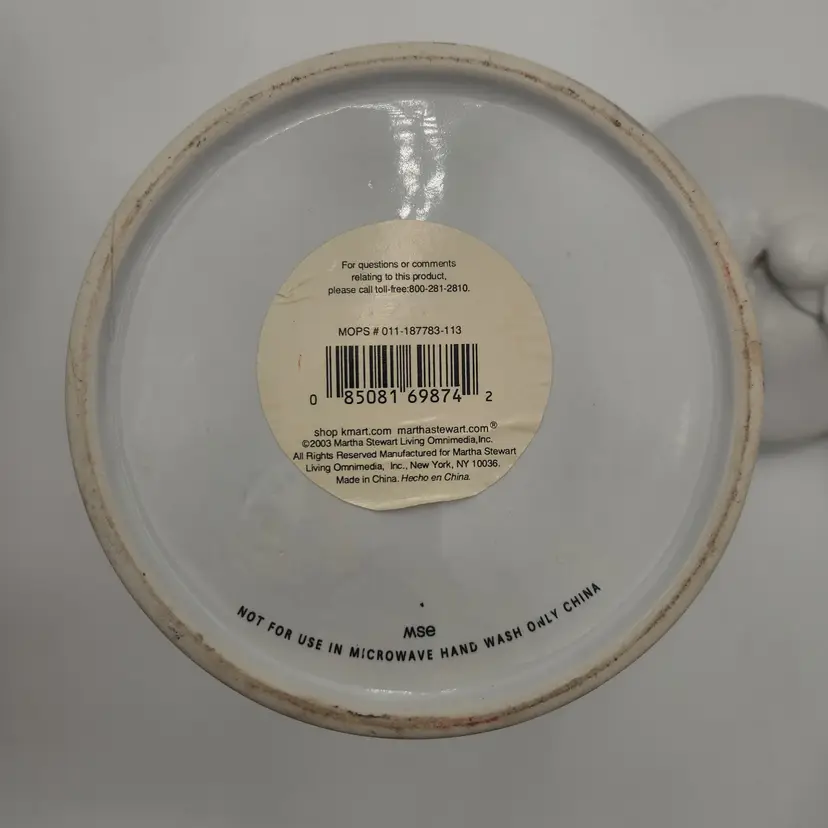 For questions or comments
relating to this product,
please call toll-free:800-281-2810.
MOPS # 011-187783-113
0 85081 69874 2
shop kmart.com marthastewart.com®
©2003 Martha Stewart Living Omnimedia,Inc.
All Rights Reserved Manufactured for Martha Stewart
Living Omnimedia, Inc., New York, NY 10036.
Made in China. Hecho en China.
mse
NOT FOR USE IN MICROWAVE HAND WASH ONLY CHINA